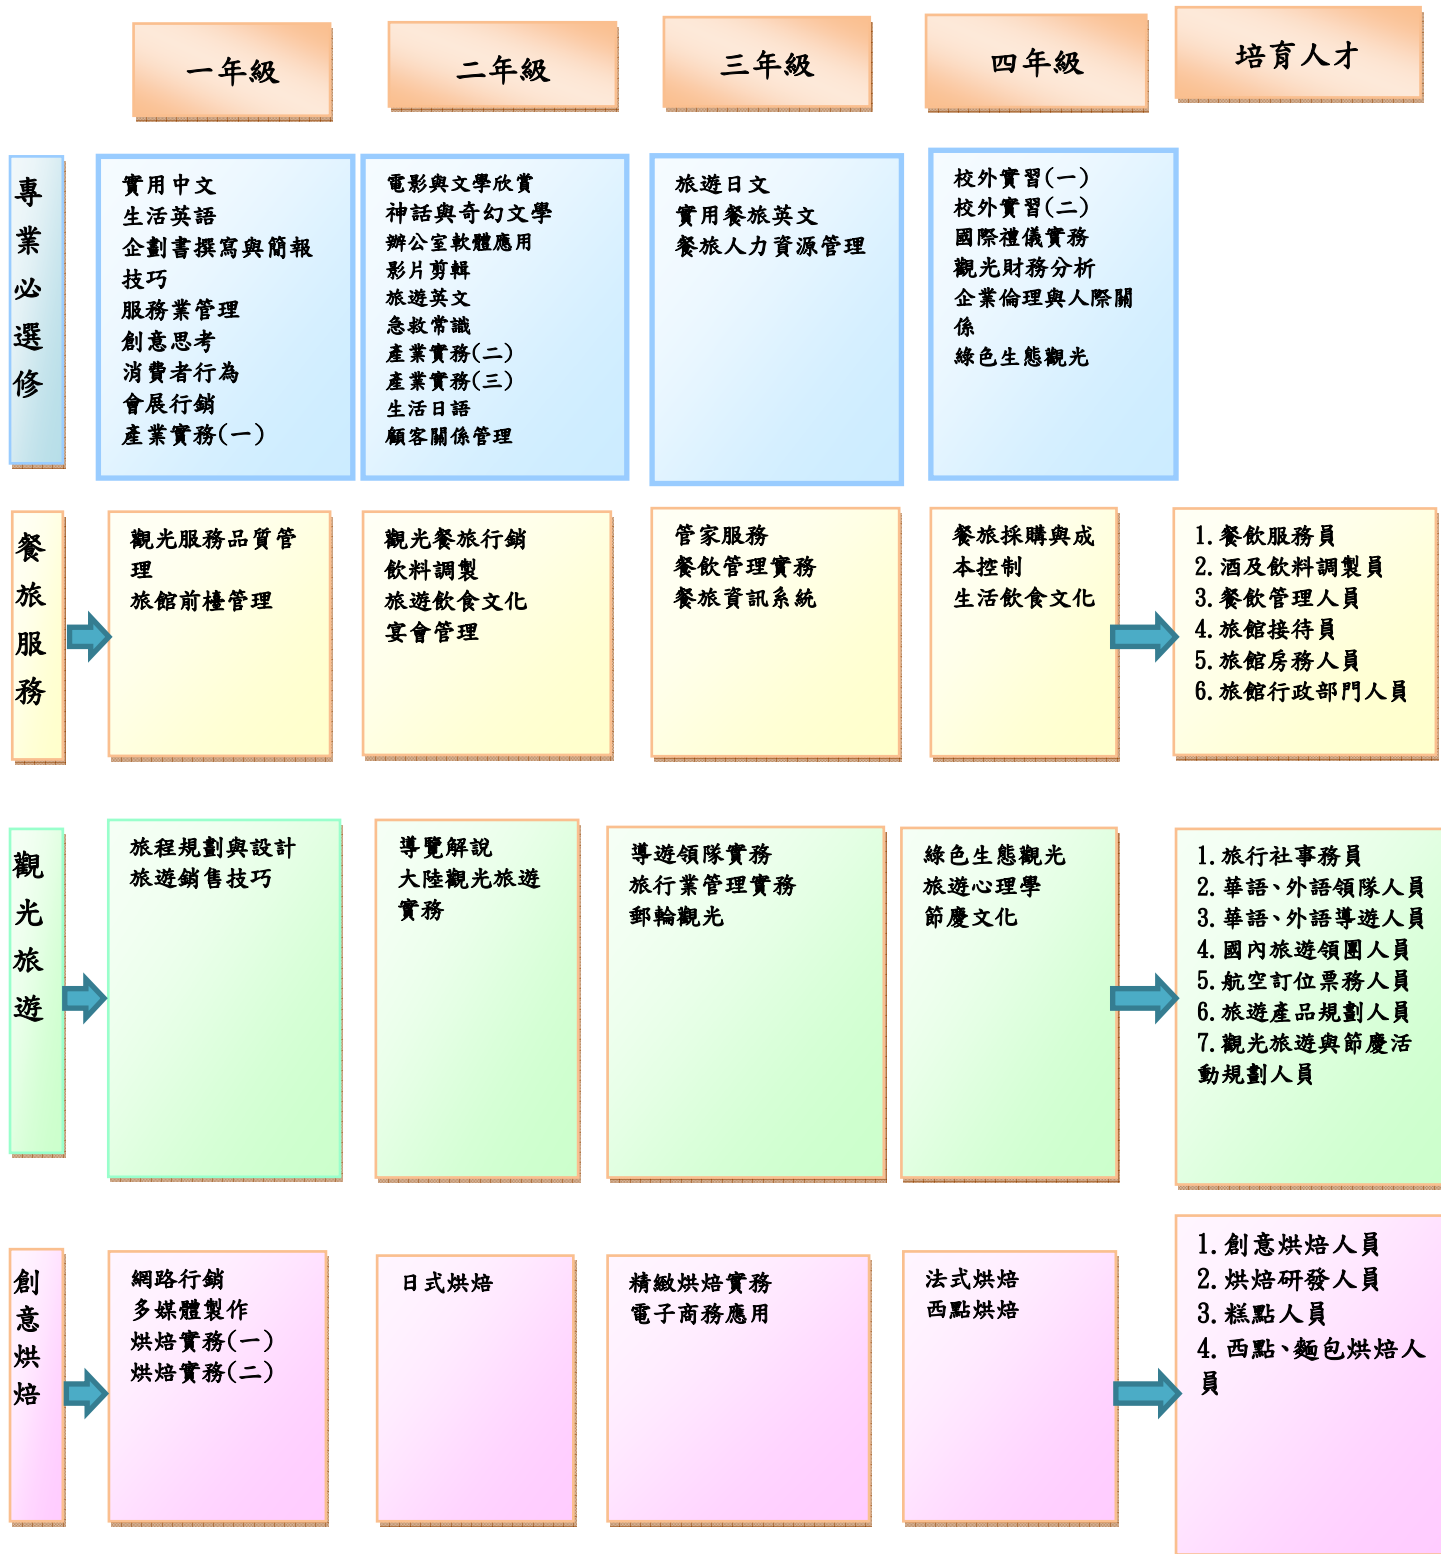 一年級
二年級
三年級
四年級
培育人才
專業必選修
實用中文
生活英語
企劃書撰寫與簡報
技巧
服務業管理
創意思考
消費者行為
會展行銷
產業實務(一)
電影與文學欣賞
神話與奇幻文學
辦公室軟體應用
影片剪輯
旅遊英文
急救常識
產業實務(二)
產業實務(三)
生活日語
顧客關係管理
旅遊日文
實用餐旅英文
餐旅人力資源管理
校外實習(一)
校外實習(二)
國際禮儀實務
觀光財務分析
企業倫理與人際關
係
綠色生態觀光
餐旅服務
觀光服務品質管
理
旅館前檯管理
觀光餐旅行銷
飲料調製
旅遊飲食文化
宴會管理
管家服務
餐飲管理實務
餐旅資訊系統
餐旅採購與成
本控制
生活飲食文化
1.餐飲服務員
2.酒及飲料調製員
3.餐飲管理人員
4.旅館接待員
5.旅館房務人員
6.旅館行政部門人員
觀光旅遊
旅程規劃與設計
旅遊銷售技巧
導覽解說
大陸觀光旅遊
實務
導遊領隊實務
旅行業管理實務
郵輪觀光
綠色生態觀光
旅遊心理學
節慶文化
1.旅行社事務員
2.華語、外語領隊人員
3.華語、外語導遊人員
4.國內旅遊領團人員
5.航空訂位票務人員
6.旅遊產品規劃人員
7.觀光旅遊與節慶活
動規劃人員
創意烘焙
網路行銷
多媒體製作
烘焙實務(一)
烘焙實務(二)
日式烘焙
精緻烘焙實務
電子商務應用
法式烘焙
西點烘焙
1.創意烘焙人員
2.烘焙研發人員
3.糕點人員
4.西點、麵包烘焙人
員